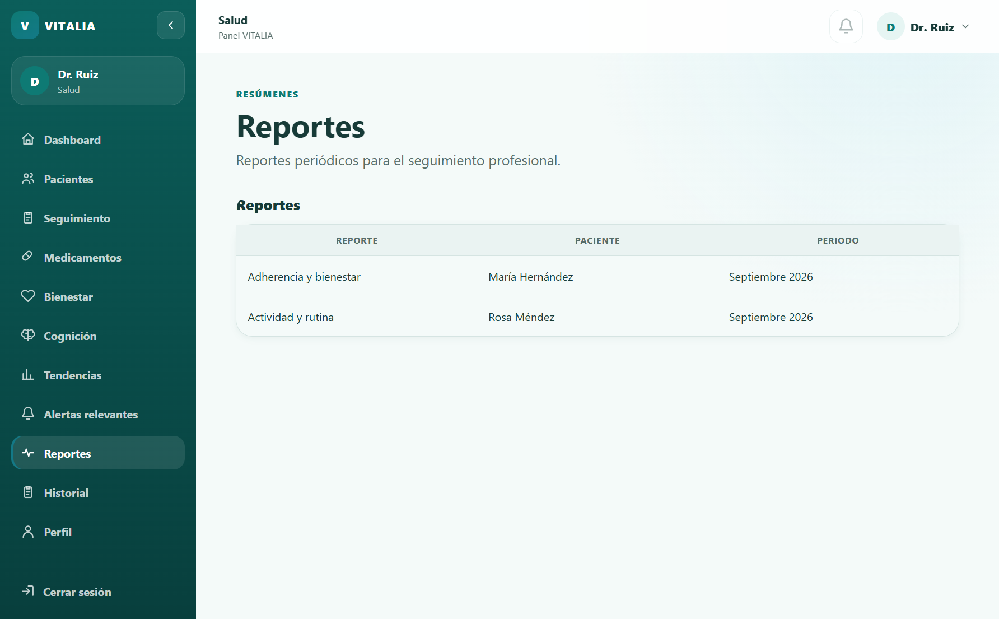 V VITALIA
D Dr. Ruiz
Salud
Dashboard
Pacientes
Seguimiento
Medicamentos
Bienestar
Cognición
Tendencias
Alertas relevantes
Reportes
Historial
Perfil
Cerrar sesión
Salud
Panel VITALIA
D Dr. Ruiz
RESÚMENES
Reportes
Reportes periódicos para el seguimiento profesional.
Reportes
REPORTE PACIENTE PERIODO
Adherencia y bienestar María Hernández Septiembre 2026
Actividad y rutina Rosa Méndez Septiembre 2026